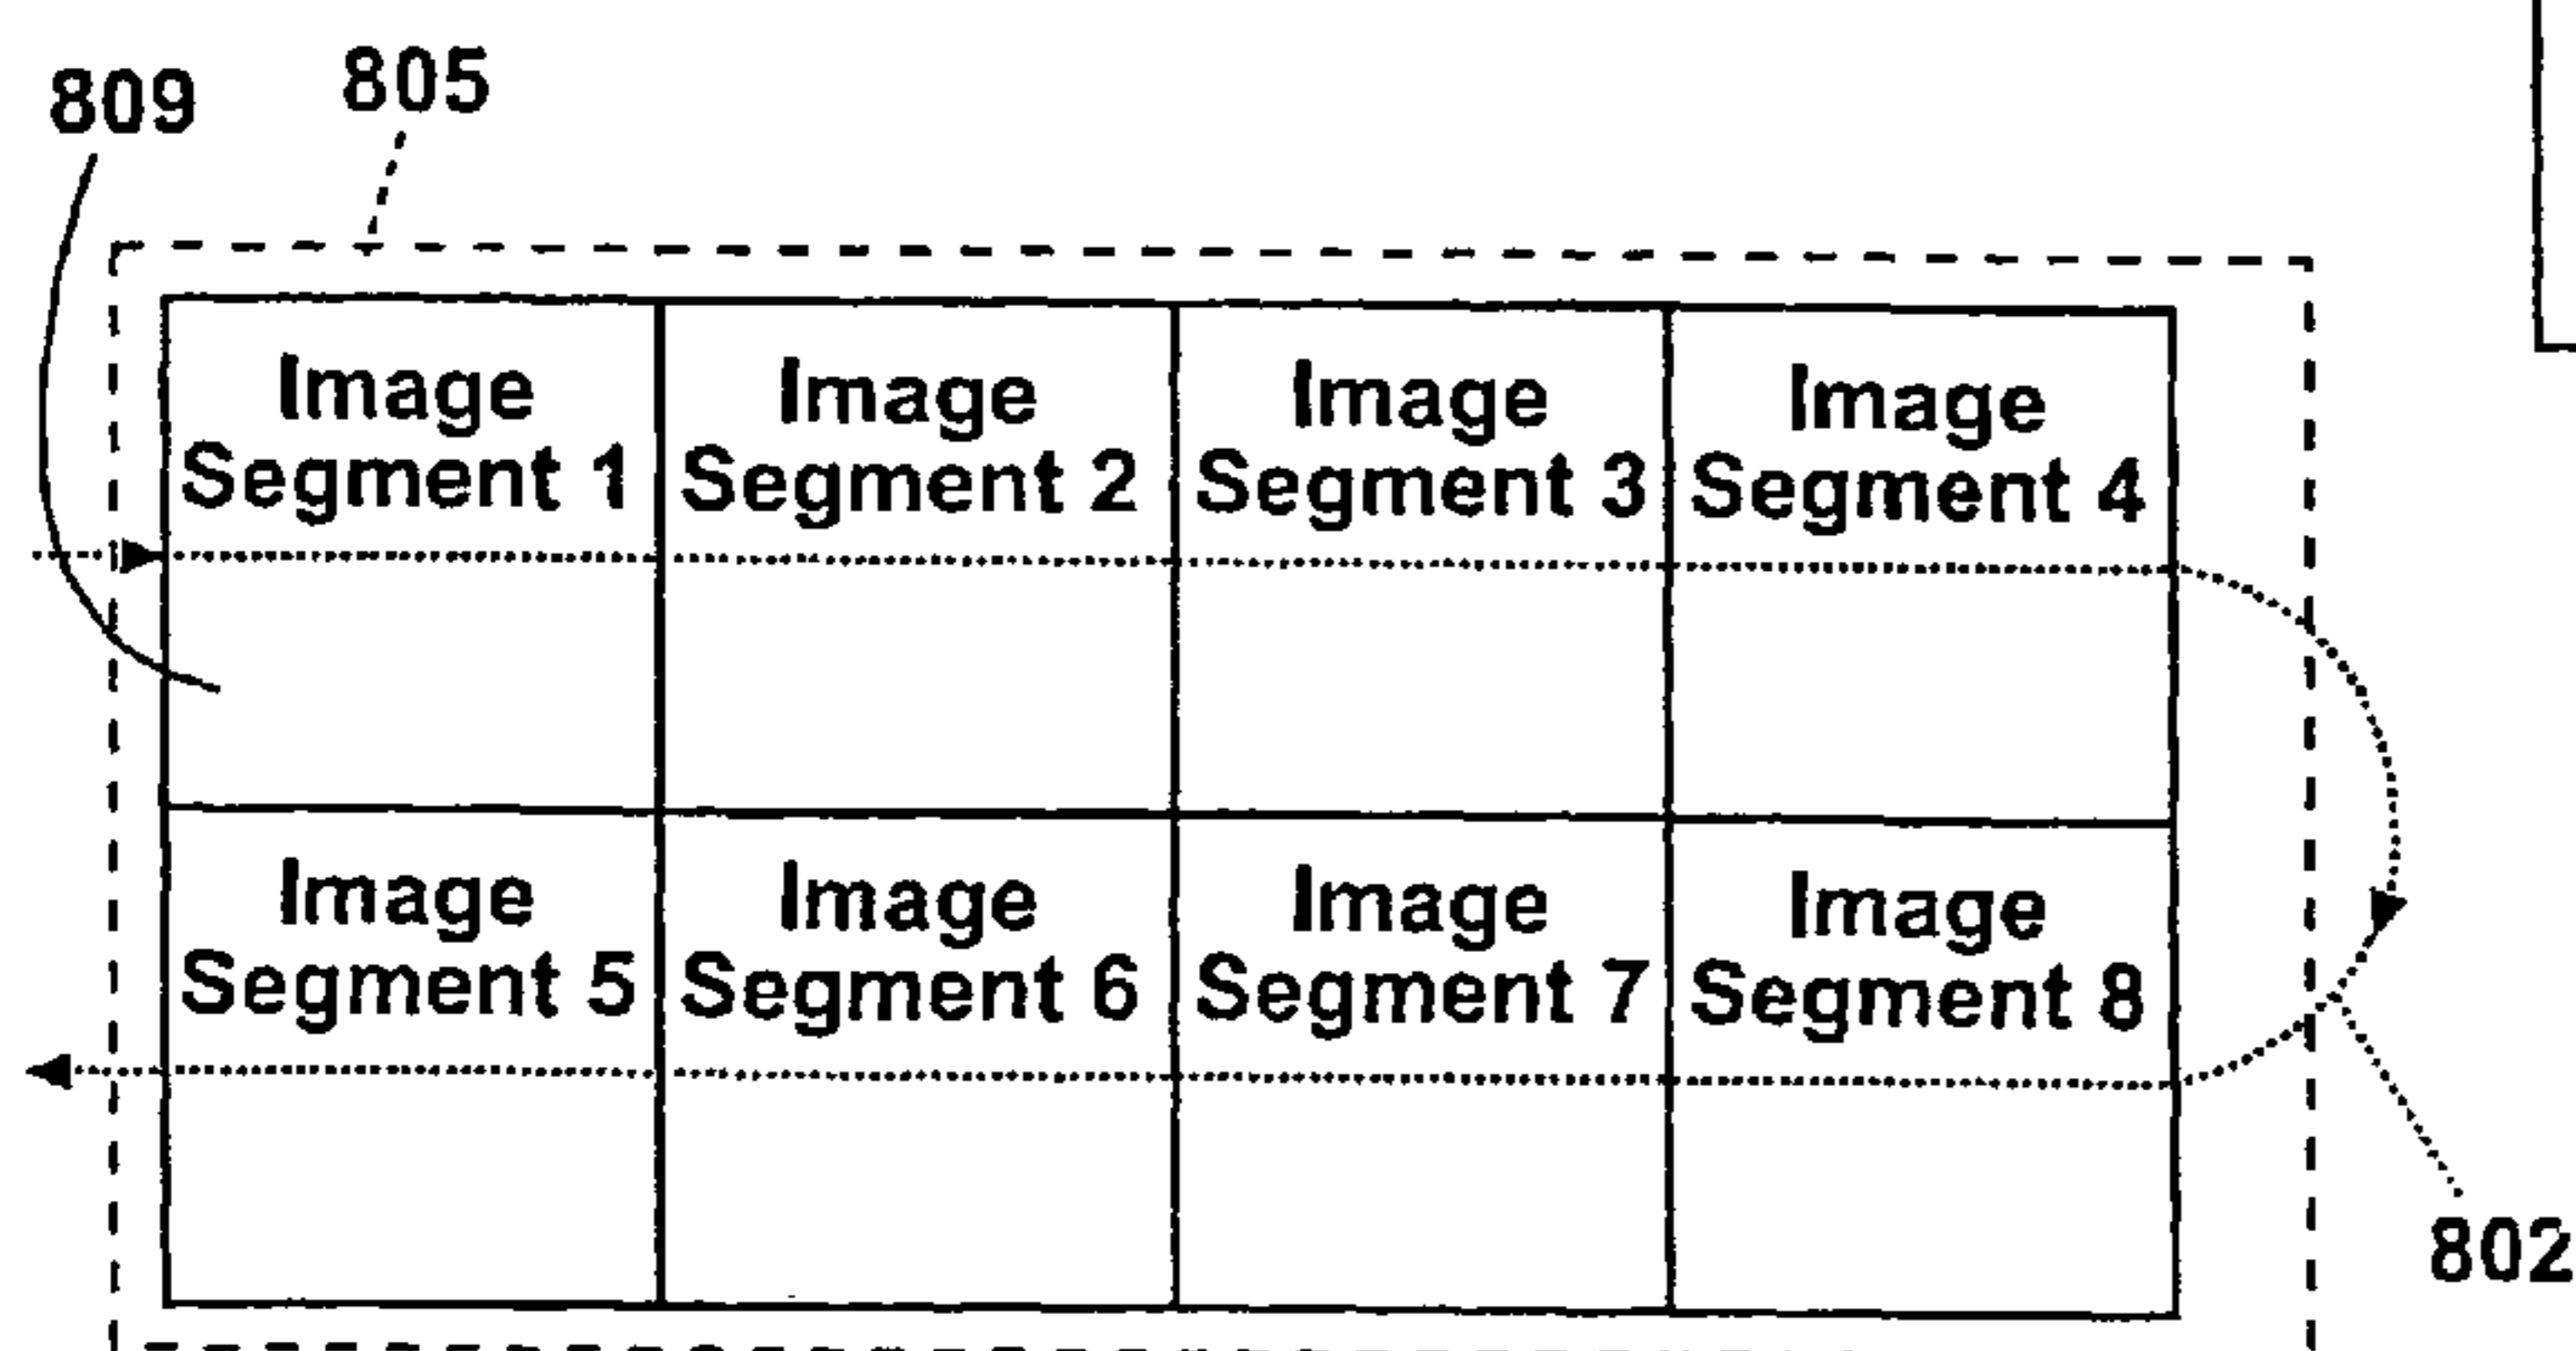 809
805
Image
Segment 1
Image
Segment 2
Image
Segment 3
Image
Segment 4
Image
Segment 5
Image
Segment 6
Image
Segment 7
Image
Segment 8
802